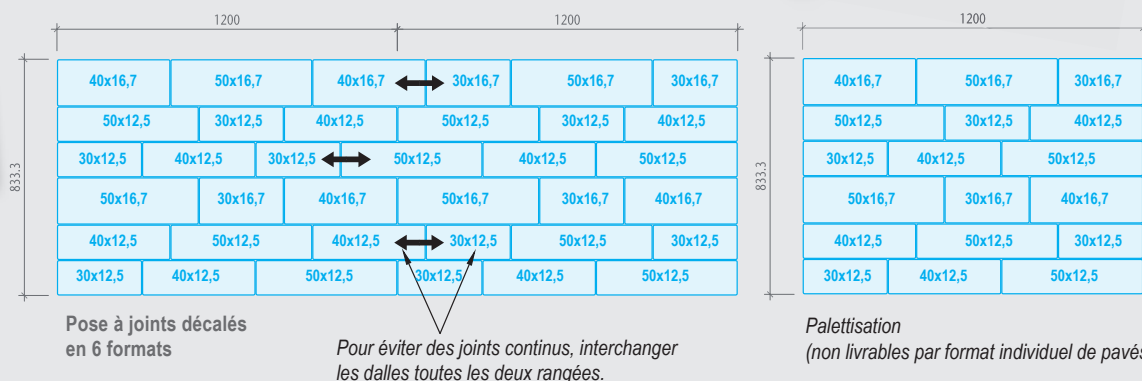 1200 1200 1200
833.3
40x16,7 50x16,7 40x16,7 30x16,7 50x16,7 30x16,7
50x12,5 30x12,5 40x12,5 50x12,5 30x12,5 40x12,5
30x12,5 40x12,5 30x12,5 50x12,5 40x12,5 50x12,5
50x16,7 30x16,7 40x16,7 50x16,7 30x16,7 40x16,7
40x12,5 50x12,5 40x12,5 30x12,5 50x12,5 30x12,5
30x12,5 40x12,5 50x12,5 30x12,5 40x12,5 50x12,5
833.3
40x16,7 50x16,7 30x16,7
50x12,5 30x12,5 40x12,5
30x12,5 40x12,5 50x12,5
50x16,7 30x16,7 40x16,7
40x12,5 50x12,5 30x12,5
30x12,5 40x12,5 50x12,5
Pose à joints décalés
en 6 formats
Pour éviter des joints continus, interchanger
les dalles toutes les deux rangées.
Palettisation
(non livrables par format individuel de pavés